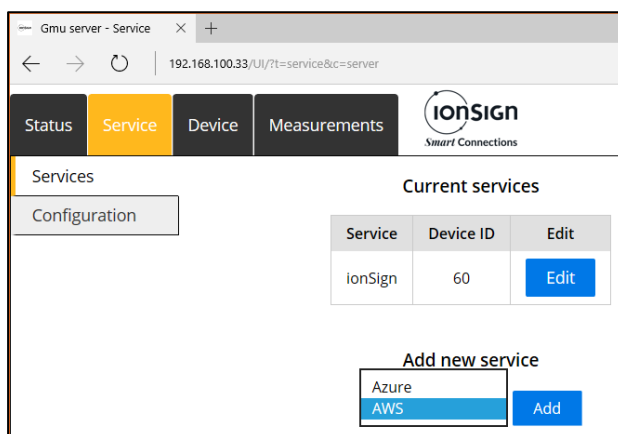 Gmu server - Service
192.168.100.33/UI/?t=service&c=server
Status Service Device Measurements
ionSign
Smart Connections
Services
Configuration
Current services
Service Device ID Edit
ionSign 60 Edit
Add new service
Azure
AWS
Add